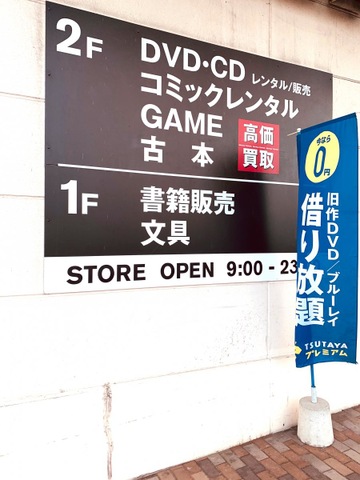 2F
DVD・CD レンタル/販売
コミックレンタル
GAME
古本
高価
買取
1F
書籍販売
文具
STORE OPEN 9:00 - 23
今なら
0円
旧作DVD/ブルーレイ
借り放題
TSUTAYA
プレミアム